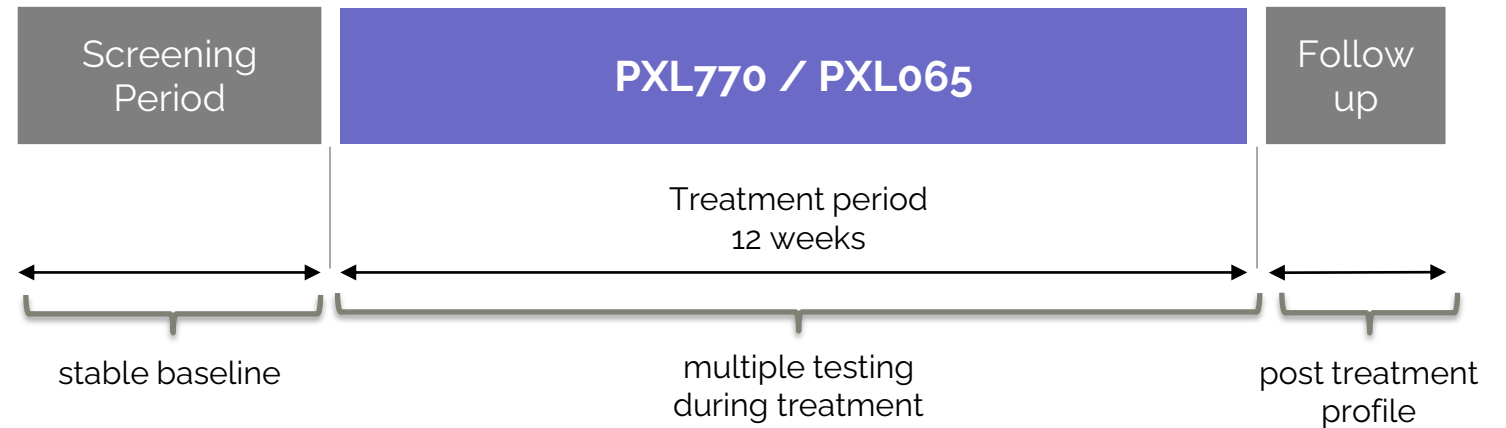 Screening
Period
PXL770 / PXL065
Follow
up
Treatment period
12 weeks
stable baseline
multiple testing
during treatment
post treatment
profile